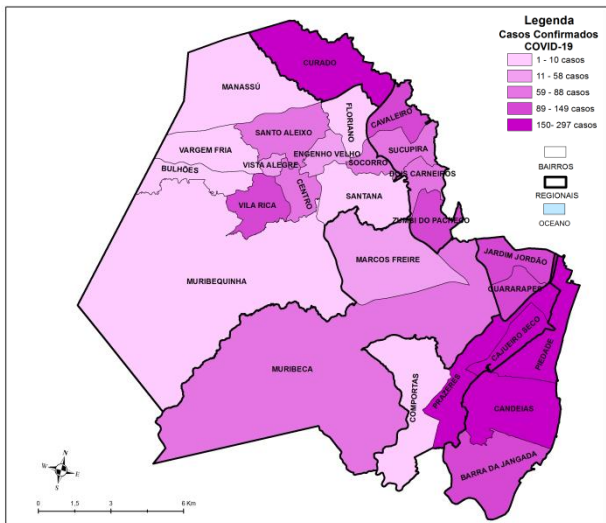 Legenda
Casos Confirmados
COVID-19
1 - 10 casos
11 - 58 casos
59 - 88 casos
89 - 149 casos
150- 297 casos
BAIRROS
REGIONAIS
OCEANO
CURADO
MANASSÚ
FLORIANO
CAVALEIRO
SANTO ALEIXO
VARGEM FRIA
ENGENHO VELHO
SUCUPIRA
BULHÕES
VISTA ALEGRE
SOCORRO
DOIS CARNEIROS
CENTRO
SANTANA
VILA RICA
ZUMBI DO PACHECO
JARDIM JORDÃO
MARCOS FREIRE
GUARARAPES
MURIBEQUINHA
CAJUEIRO SECO
PIEDADE
MURIBECA
COMPORTAS
PRAZERES
CANDEIAS
BARRA DA JANGADA
N
W
E
S
0 1,5 3 6 Km